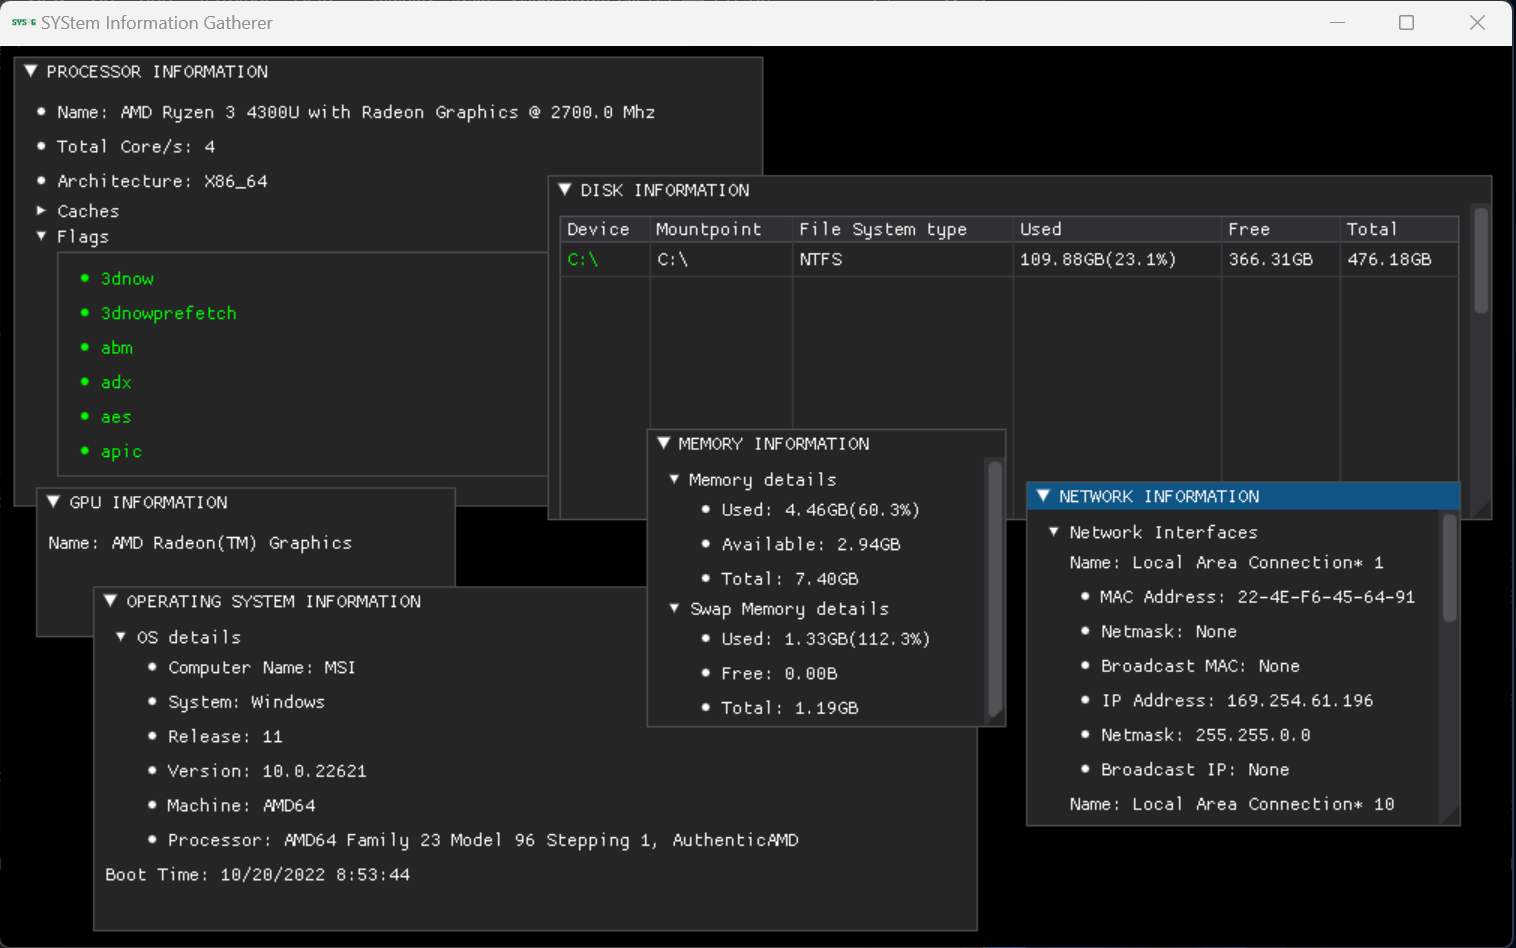 SYSIG SYStem Information Gatherer
PROCESSOR INFORMATION
Name: AMD Ryzen 3 4300U with Radeon Graphics @ 2700.0 Mhz
Total Core/s: 4
Architecture: X86_64
Caches
Flags
3dnow
3dnowprefetch
abm
adx
aes
apic
DISK INFORMATION
Device Mountpoint File System type Used Free Total
C:\ C:\ NTFS 109.88GB(23.1%) 366.31GB 476.18GB
GPU INFORMATION
Name: AMD Radeon(TM) Graphics
MEMORY INFORMATION
Memory details
Used: 4.46GB(60.3%)
Available: 2.94GB
Total: 7.40GB
Swap Memory details
Used: 1.33GB(112.3%)
Free: 0.00B
Total: 1.19GB
NETWORK INFORMATION
Network Interfaces
Name: Local Area Connection* 1
MAC Address: 22-4E-F6-45-64-91
Netmask: None
Broadcast MAC: None
IP Address: 169.254.61.196
Netmask: 255.255.0.0
Broadcast IP: None
Name: Local Area Connection* 10
OPERATING SYSTEM INFORMATION
OS details
Computer Name: MSI
System: Windows
Release: 11
Version: 10.0.22621
Machine: AMD64
Processor: AMD64 Family 23 Model 96 Stepping 1, AuthenticAMD
Boot Time: 10/20/2022 8:53:44